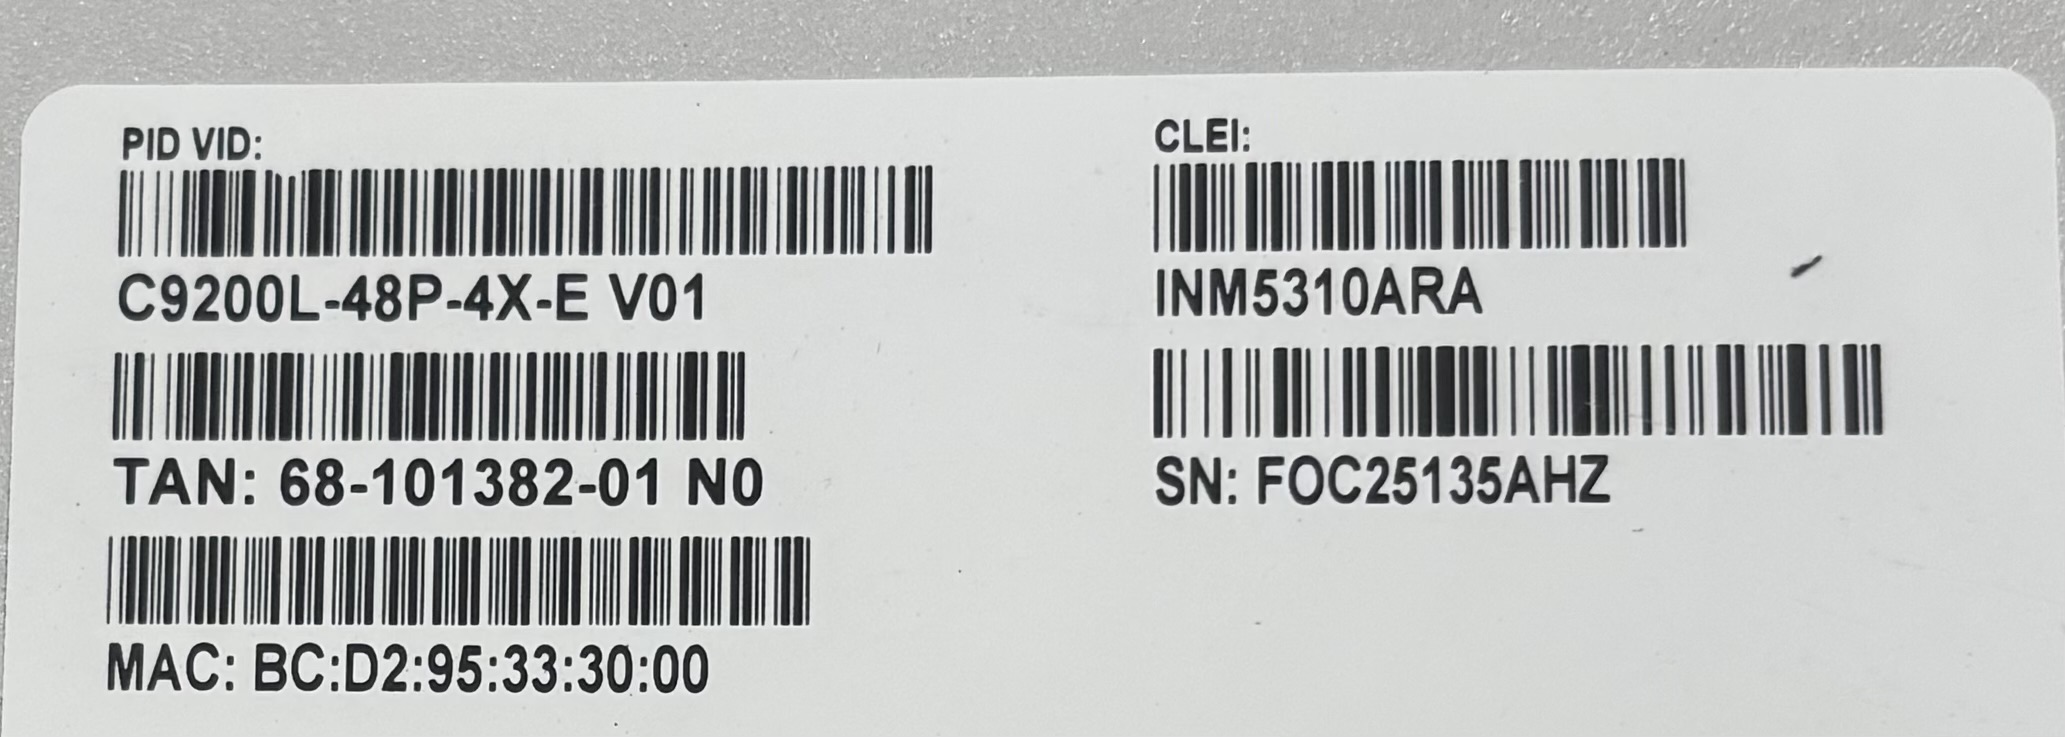 PID VID:
C9200L-48P-4X-E V01
TAN: 68-101382-01 N0
MAC: BC:D2:95:33:30:00
CLEI:
INM5310ARA
SN: FOC25135AHZ